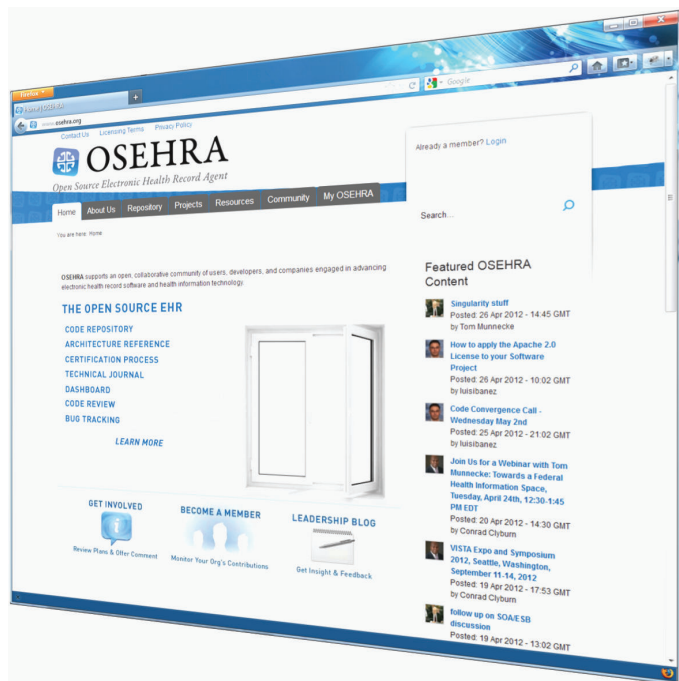 Firefox
OSEHRA
www.osehra.org
Google
Contact Us Licensing Terms Privacy Policy
OSEHRA
Open Source Electronic Health Record Agent
Already a member? Login
Search...
Home About Us Repository Projects Resources Community My OSEHRA
You are here: Home
OSEHRA supports an open, collaborative community of users, developers, and companies engaged in advancing
electronic health record software and health information technology.
THE OPEN SOURCE EHR
CODE REPOSITORY
ARCHITECTURE REFERENCE
CERTIFICATION PROCESS
TECHNICAL JOURNAL
DASHBOARD
CODE REVIEW
BUG TRACKING
LEARN MORE
GET INVOLVED
Review Plans & Offer Comment
BECOME A MEMBER
Monitor Your Org's Contributions
LEADERSHIP BLOG
Get Insight & Feedback
Featured OSEHRA
Content
Singularity stuff
Posted: 26 Apr 2012 - 14:45 GMT
by Tom Munnecke
How to apply the Apache 2.0
License to your Software
Project
Posted: 26 Apr 2012 - 10:02 GMT
by luisibanez
Code Convergence Call -
Wednesday May 2nd
Posted: 25 Apr 2012 - 21:02 GMT
by luisibanez
Join Us for a Webinar with Tom
Munnecke: Towards a Federal
Health Information Space,
Tuesday, April 24th, 12:30-1:45
PM EDT
Posted: 20 Apr 2012 - 14:30 GMT
by Conrad Clyburn
VISTA Expo and Symposium
2012, Seattle, Washington,
September 11-14, 2012
Posted: 19 Apr 2012 - 17:53 GMT
by Conrad Clyburn
follow up on SOA/ESB
discussion
Posted: 19 Apr 2012 - 13:02 GMT